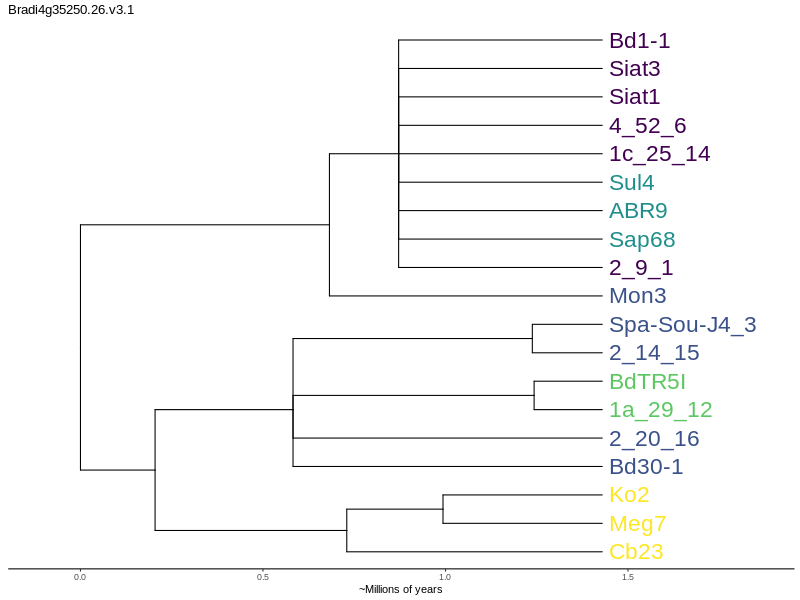 Bradi4g35250.26.v3.1
Bd1-1
Siat3
Siat1
4_52_6
1c_25_14
Sul4
ABR9
Sap68
2_9_1
Mon3
Spa-Sou-J4_3
2_14_15
BdTR5I
1a_29_12
2_20_16
Bd30-1
Ko2
Meg7
Cb23
0.0 0.5 1.0 1.5
~Millions of years